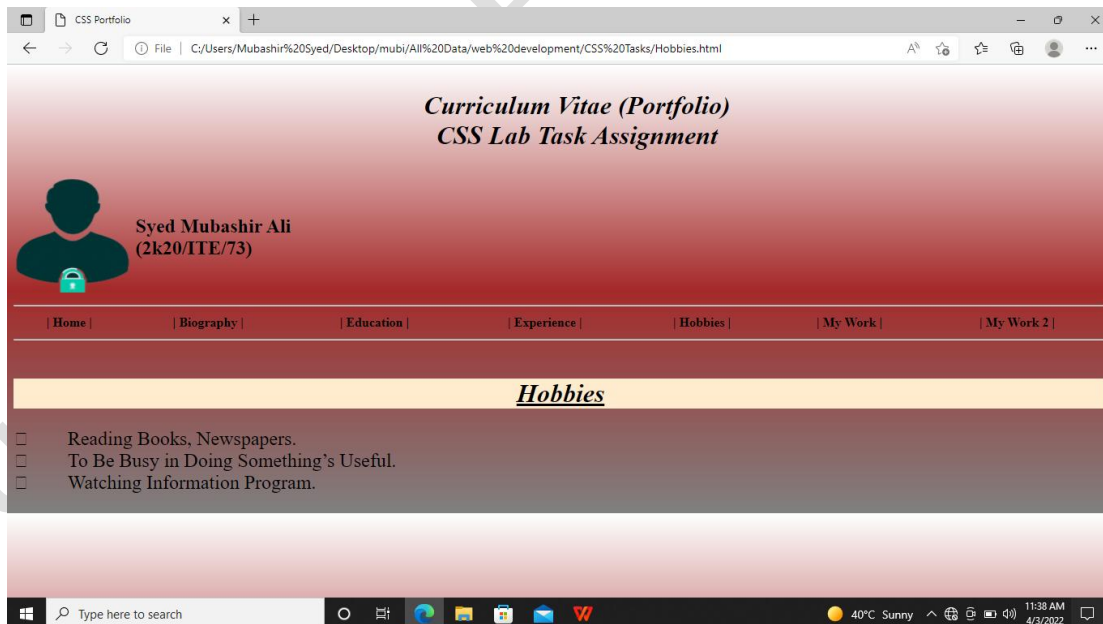 CSS Portfolio
File | C:/Users/Mubashir%20Syed/Desktop/mubi/All%20Data/web%20development/CSS%20Tasks/Hobbies.html
Curriculum Vitae (Portfolio)
CSS Lab Task Assignment
Syed Mubashir Ali
(2k20/ITE/73)
| Home | | Biography | | Education | | Experience | | Hobbies | | My Work | | My Work 2 |
Hobbies
Reading Books, Newspapers.
To Be Busy in Doing Something’s Useful.
Watching Information Program.
Type here to search
40°C Sunny
11:38 AM
4/3/2022